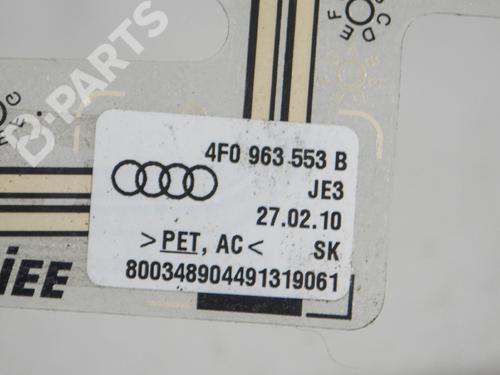 B-PARTS
4F0 963 553 B
JE3
27.02.10
>PET, AC< SK
800348904491319061
iEE